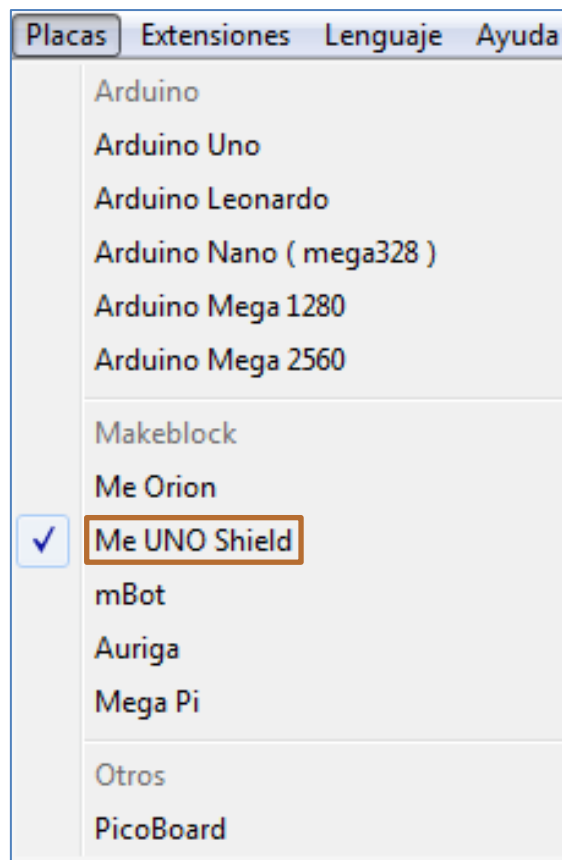 Placas Extensiones Lenguaje Ayuda
Arduino
Arduino Uno
Arduino Leonardo
Arduino Nano ( mega328 )
Arduino Mega 1280
Arduino Mega 2560
Makeblock
Me Orion
Me UNO Shield
mBot
Auriga
Mega Pi
Otros
PicoBoard